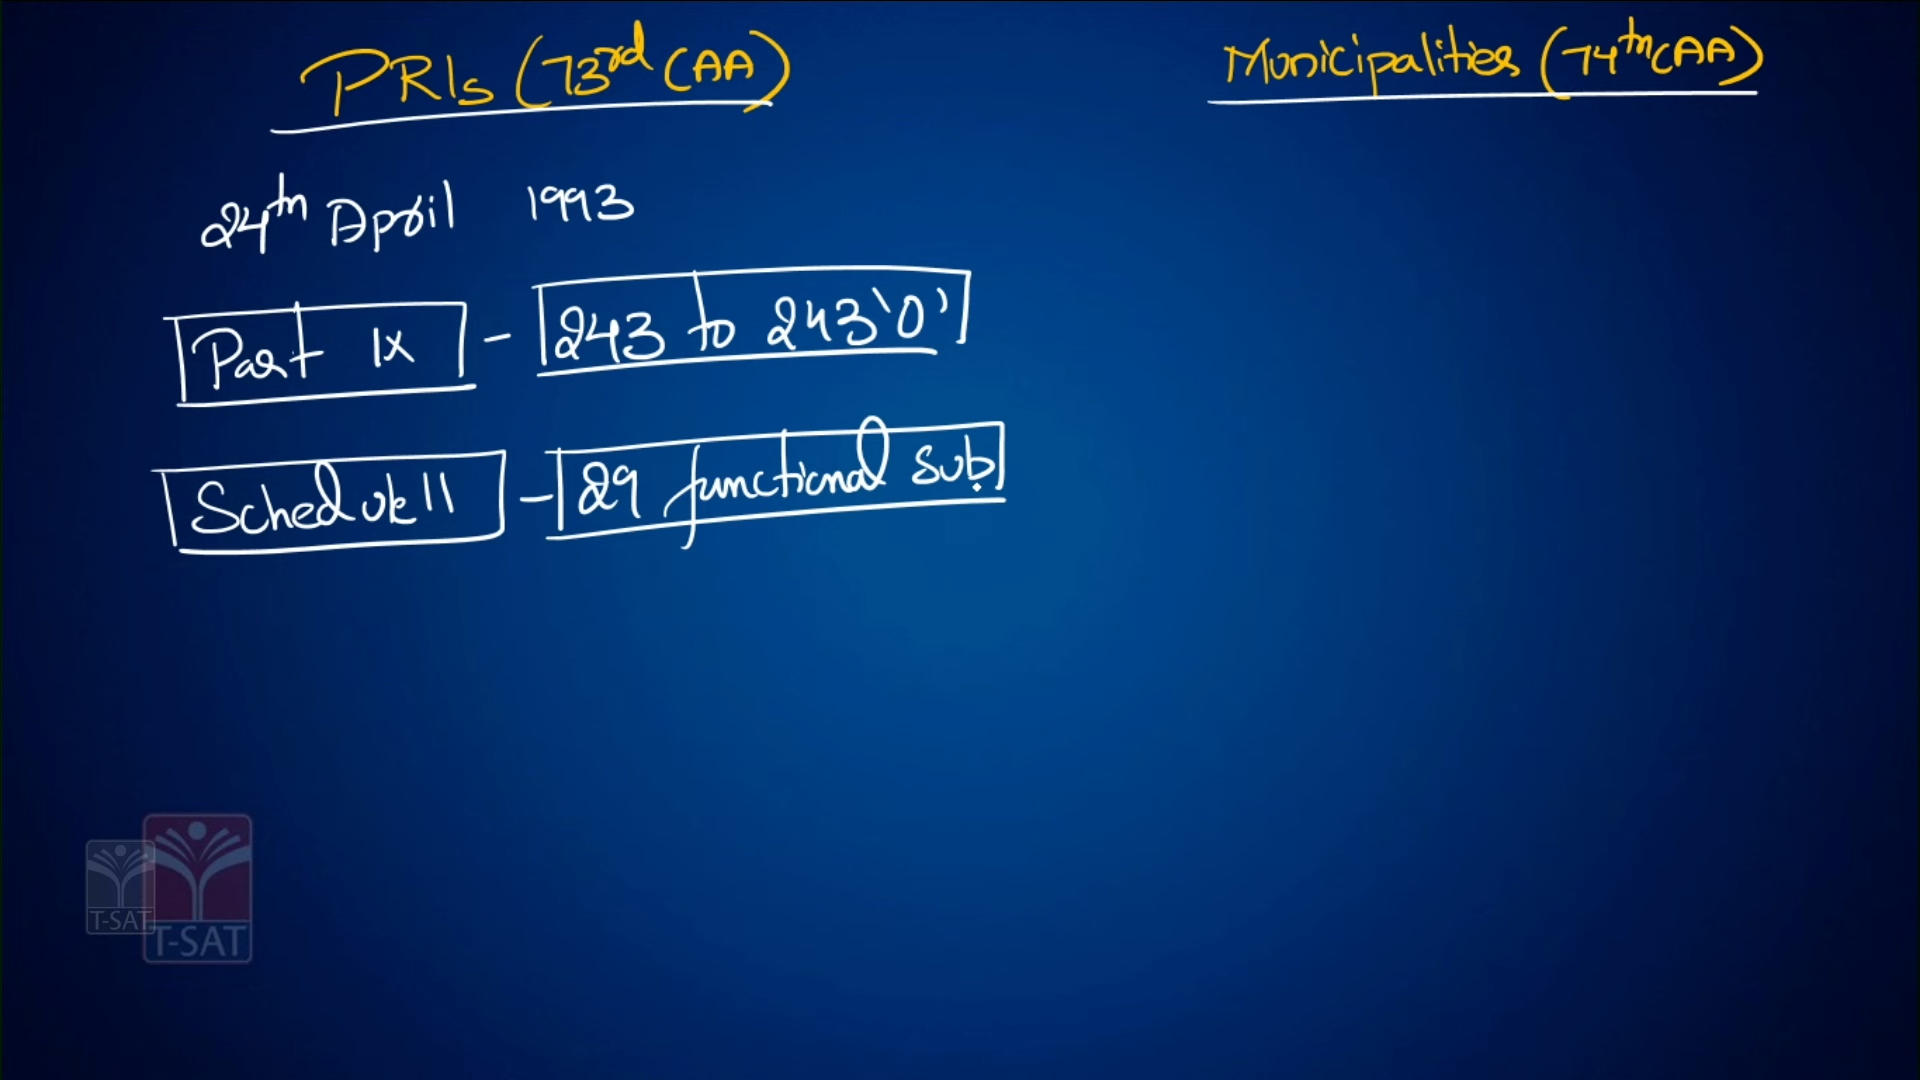 PRIs (73rd CAA)
Municipalities (74th CAA)
24th April 1993
Part IX - 243 to 243'O'
Schedule 11 - 29 functional sub.
T-SAT
T-SAT